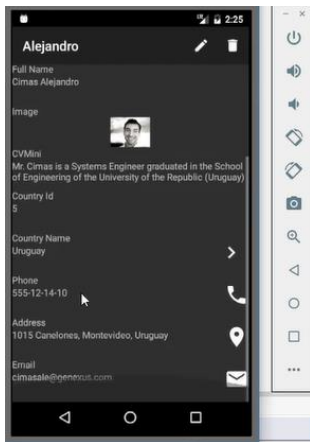 2:25
Alejandro
Full Name
Cimas Alejandro
Image
CVMini
Mr. Cimas is a Systems Engineer graduated in the School
of Engineering of the University of the Republic (Uruguay)
Country Id
5
Country Name
Uruguay
Phone
555-12-14-10
Address
1015 Canelones, Montevideo, Uruguay
Email
cimasale@genexus.com